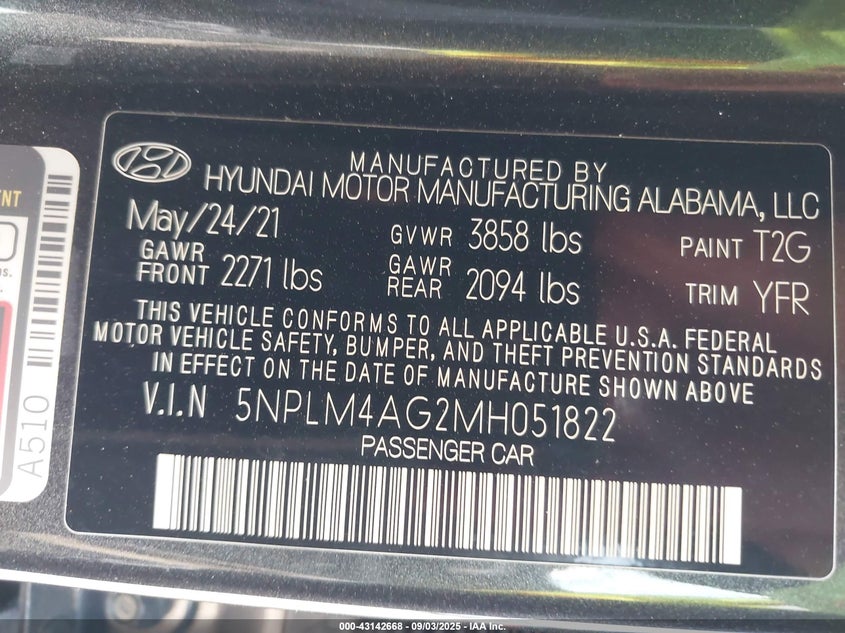 MANUFACTURED BY
HYUNDAI MOTOR MANUFACTURING ALABAMA, LLC
May/24/21 GVWR 3858 lbs PAINT T2G
GAWR FRONT 2271 lbs GAWR REAR 2094 lbs TRIM YFR
THIS VEHICLE CONFORMS TO ALL APPLICABLE U.S.A. FEDERAL
MOTOR VEHICLE SAFETY, BUMPER, AND THEFT PREVENTION STANDARDS
IN EFFECT ON THE DATE OF MANUFACTURE SHOWN ABOVE
V.I.N 5NPLM4AG2MH051822
PASSENGER CAR
A510
000-43142668 - 09/03/2025 - IAA Inc.